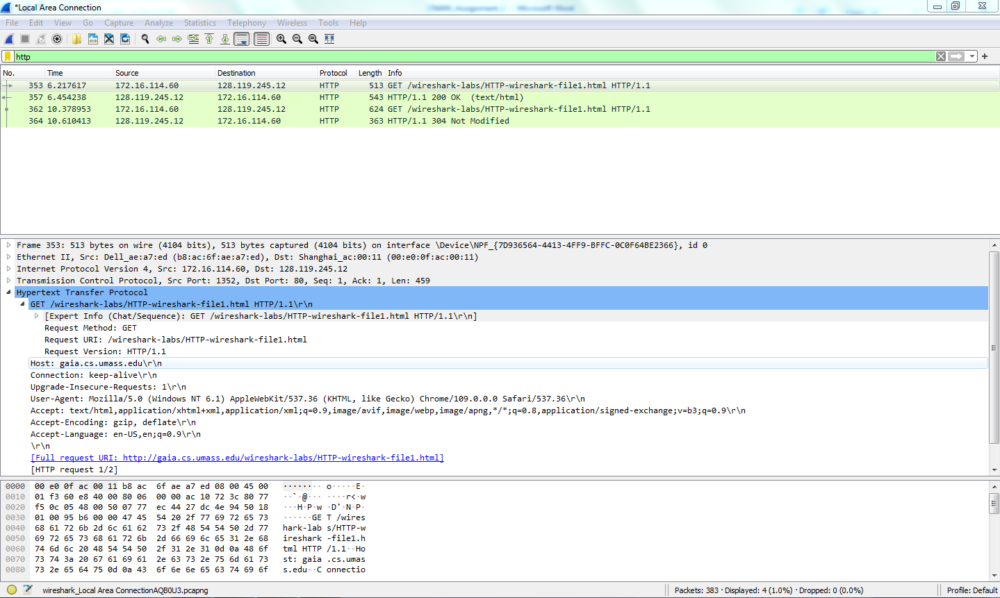 *Local Area Connection
File Edit View Go Capture Analyze Statistics Telephony Wireless Tools Help
http
No. Time Source Destination Protocol Length Info
353 6.217617 172.16.114.60 128.119.245.12 HTTP 513 GET /wireshark-labs/HTTP-wireshark-file1.html HTTP/1.1
357 6.454238 128.119.245.12 172.16.114.60 HTTP 543 HTTP/1.1 200 OK (text/html)
362 10.378953 172.16.114.60 128.119.245.12 HTTP 624 GET /wireshark-labs/HTTP-wireshark-file1.html HTTP/1.1
364 10.610413 128.119.245.12 172.16.114.60 HTTP 363 HTTP/1.1 304 Not Modified
Frame 353: 513 bytes on wire (4104 bits), 513 bytes captured (4104 bits) on interface \Device\NPF_{7D936564-4413-4FF9-BFFC-0C0F64BE2366}, id 0
Ethernet II, Src: Dell_ae:a7:ed (b8:ac:6f:ae:a7:ed), Dst: Shanghai_ac:00:11 (00:e0:0f:ac:00:11)
Internet Protocol Version 4, Src: 172.16.114.60, Dst: 128.119.245.12
Transmission Control Protocol, Src Port: 1352, Dst Port: 80, Seq: 1, Ack: 1, Len: 459
Hypertext Transfer Protocol
GET /wireshark-labs/HTTP-wireshark-file1.html HTTP/1.1\r\n
[Expert Info (Chat/Sequence): GET /wireshark-labs/HTTP-wireshark-file1.html HTTP/1.1\r\n]
Request Method: GET
Request URI: /wireshark-labs/HTTP-wireshark-file1.html
Request Version: HTTP/1.1
Host: gaia.cs.umass.edu\r\n
Connection: keep-alive\r\n
Upgrade-Insecure-Requests: 1\r\n
User-Agent: Mozilla/5.0 (Windows NT 6.1) AppleWebKit/537.36 (KHTML, like Gecko) Chrome/109.0.0.0 Safari/537.36\r\n
Accept: text/html,application/xhtml+xml,application/xml;q=0.9,image/avif,image/webp,image/apng,*/*;q=0.8,application/signed-exchange;v=b3;q=0.9\r\n
Accept-Encoding: gzip, deflate\r\n
Accept-Language: en-US,en;q=0.9\r\n
\r\n
[Full request URI: http://gaia.cs.umass.edu/wireshark-labs/HTTP-wireshark-file1.html]
[HTTP request 1/2]
0000 00 e0 0f ac 00 11 b8 ac 6f ae a7 ed 08 00 45 00 ········ o·····E·
0010 01 f3 60 e8 40 00 80 06 00 00 ac 10 72 3c 80 77 ··`·@··· ····r<·w
0020 f5 0c 05 48 00 50 07 77 ec 44 27 dc 4e 94 50 18 ···H·P·w ·D'·N·P·
0030 01 00 95 b6 00 00 47 45 54 20 2f 77 69 72 65 73 ······GE T /wires
0040 68 61 72 6b 2d 6c 61 62 73 2f 48 54 54 50 2d 77 hark-lab s/HTTP-w
0050 69 72 65 73 68 61 72 6b 2d 66 69 6c 65 31 2e 68 ireshark -file1.h
0060 74 6d 6c 20 48 54 54 50 2f 31 2e 31 0d 0a 48 6f tml HTTP /1.1··Ho
0070 73 74 3a 20 67 61 69 61 2e 63 73 2e 75 6d 61 73 st: gaia .cs.umas
0080 73 2e 65 64 75 0d 0a 43 6f 6e 6e 65 63 74 69 6f s.edu··C onnectio
wireshark_Local Area ConnectionAQB0U3.pcapng Packets: 383 · Displayed: 4 (1.0%) · Dropped: 0 (0.0%) Profile: Default